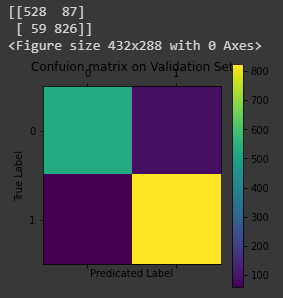 [[528  87]
 [ 59 826]]
<Figure size 432x288 with 0 Axes>
Confuion matrix on Validation Set
0 1
800
700
600
500
400
300
200
100
0
1
True Label
Predicated Label